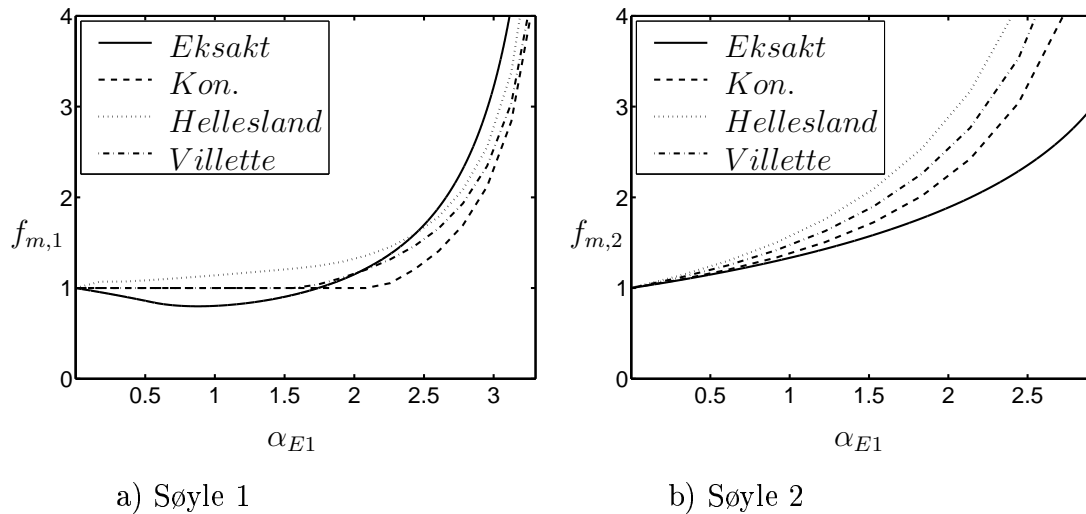 4
3
2
1
0
f_{m,1}
Eksakt
Kon.
Hellesland
Villette
0.5 1 1.5 2 2.5 3
α_{E1}
a) Søyle 1
4
3
2
1
0
f_{m,2}
Eksakt
Kon.
Hellesland
Villette
0.5 1 1.5 2 2.5
α_{E1}
b) Søyle 2